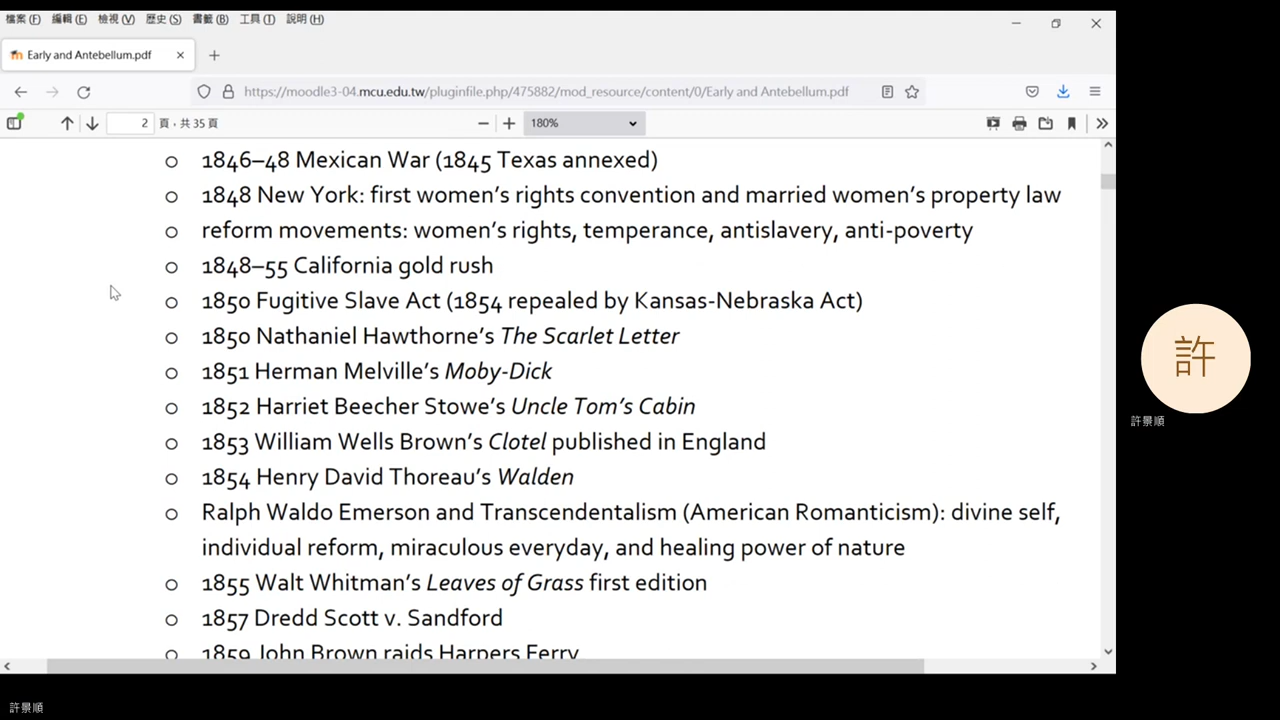 檔案(F) 編輯(E) 檢視(V) 歷史(S) 書籤(B) 工具(T) 說明(H)
Early and Antebellum.pdf
https://moodle3-04.mcu.edu.tw/pluginfile.php/475882/mod_resource/content/0/Early and Antebellum.pdf
2 頁，共 35 頁 180%
1846–48 Mexican War (1845 Texas annexed)
1848 New York: first women's rights convention and married women's property law
reform movements: women's rights, temperance, antislavery, anti-poverty
1848–55 California gold rush
1850 Fugitive Slave Act (1854 repealed by Kansas-Nebraska Act)
1850 Nathaniel Hawthorne's The Scarlet Letter
1851 Herman Melville's Moby-Dick
1852 Harriet Beecher Stowe's Uncle Tom's Cabin
1853 William Wells Brown's Clotel published in England
1854 Henry David Thoreau's Walden
Ralph Waldo Emerson and Transcendentalism (American Romanticism): divine self,
individual reform, miraculous everyday, and healing power of nature
1855 Walt Whitman's Leaves of Grass first edition
1857 Dredd Scott v. Sandford
1859 John Brown raids Harpers Ferry
許
許景順
許景順